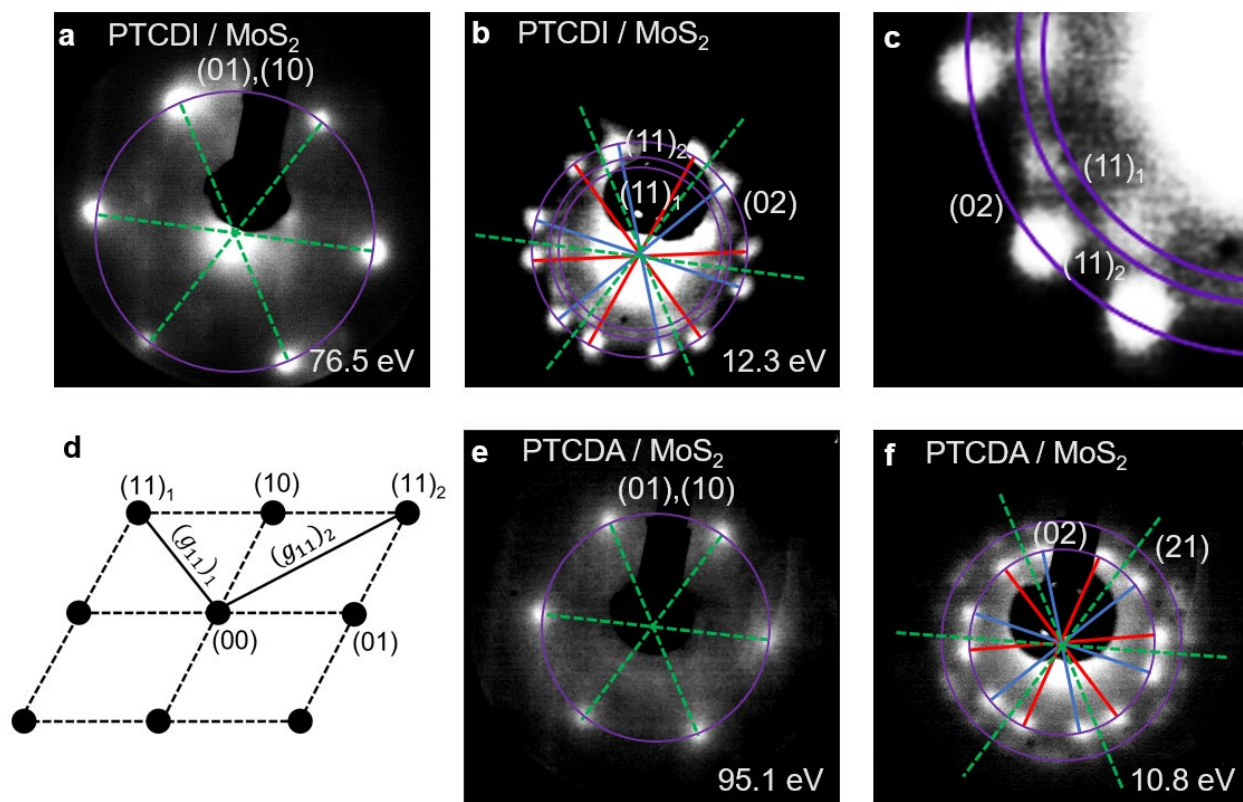 a PTCDI / MoS₂
(01),(10)
76.5 eV
b PTCDI / MoS₂
(11)₂
(11)₁
(02)
12.3 eV
c
(11)₁
(02)
(11)₂
d
(11)₁ (10) (11)₂
(g₁₁)₁ (g₁₁)₂
(00) (01)
e PTCDA / MoS₂
(01),(10)
95.1 eV
f PTCDA / MoS₂
(02) (21)
10.8 eV